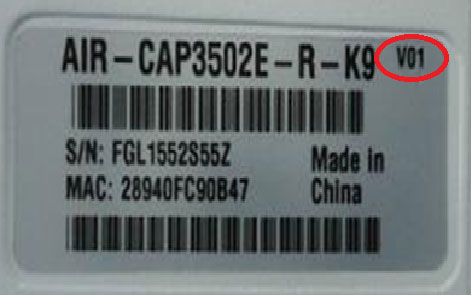 AIR-CAP3502E-R-K9 V01
S/N: FGL1552S55Z
MAC: 28940FC90B47
Made in
China